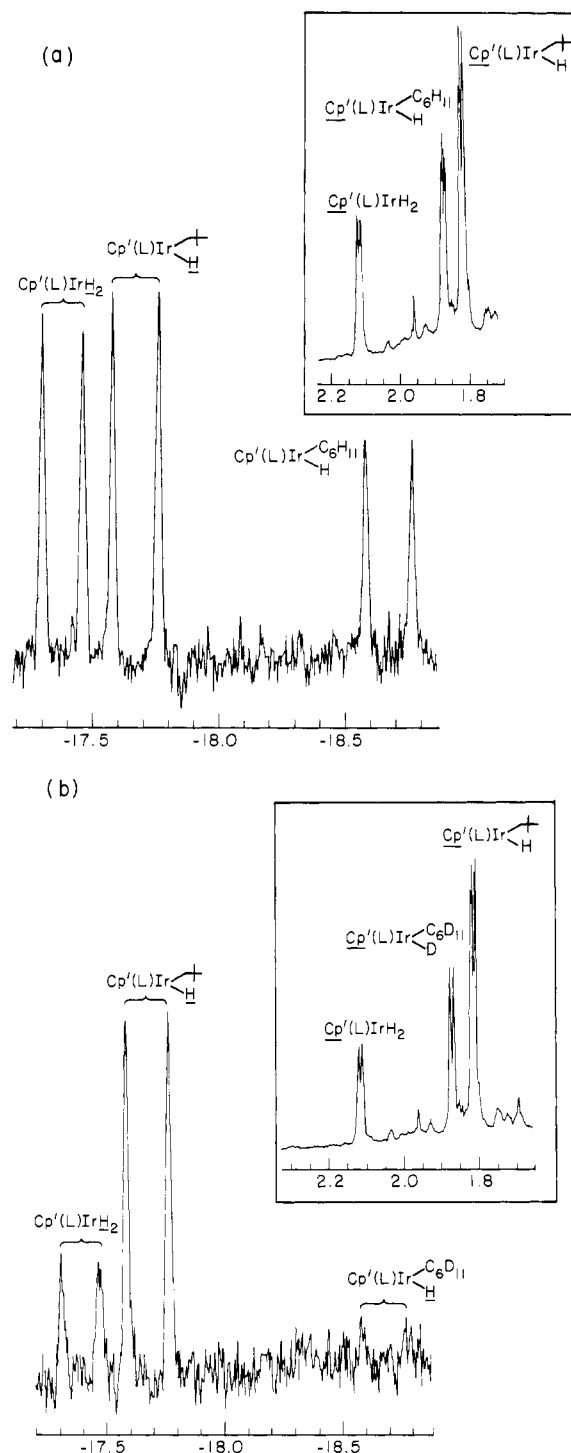 (a)
Cp'(L)Ir
H
C6H11
Cp'(L)Ir
H
Cp'(L)IrH2
2.2 2.0 1.8
Cp'(L)Ir
H
Cp'(L)IrH2
C6H11
Cp'(L)Ir
H
-17.5 -18.0 -18.5
(b)
Cp'(L)Ir
H
C6D11
Cp'(L)Ir
D
Cp'(L)IrH2
2.2 2.0 1.8
Cp'(L)Ir
H
Cp'(L)IrH2
C6D11
Cp'(L)Ir
H
-17.5 -18.0 -18.5